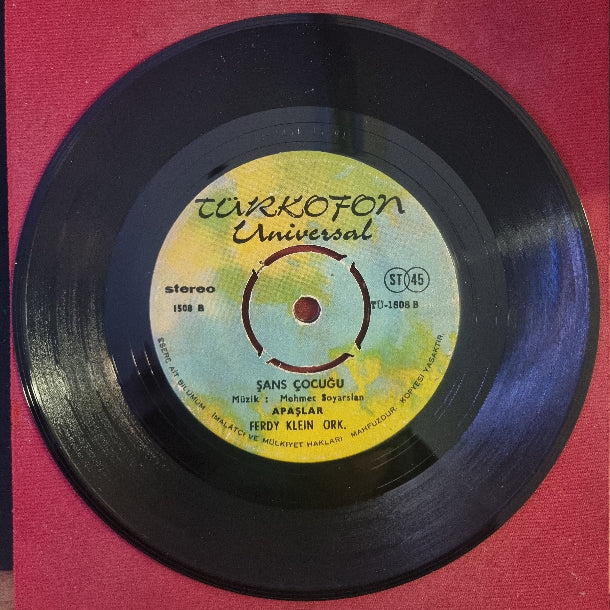 TÜRKOFON
Universal
stereo
ST 45
1508 B
TÜ-1508 B
ŞANS ÇOCUĞU
Müzik : Mehmet Soyarslan
APAŞLAR
FERDY KLEIN ORK.
ESERE AİT BİLUMUM İMALATÇI VE MÜLKİYET HAKLARI MAHFUZDUR. KOPYESİ YASAKTIR.